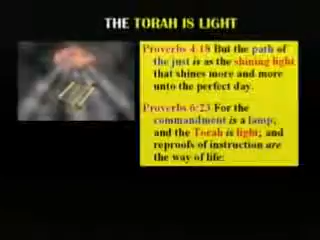 THE TORAH IS LIGHT
Proverbs 4:18 But the path of
the just is as the shining light
that shines more and more
unto the perfect day.
Proverbs 6:23 For the
commandment is a lamp,
and the Torah is light; and
reproofs of instruction are
the way of life: